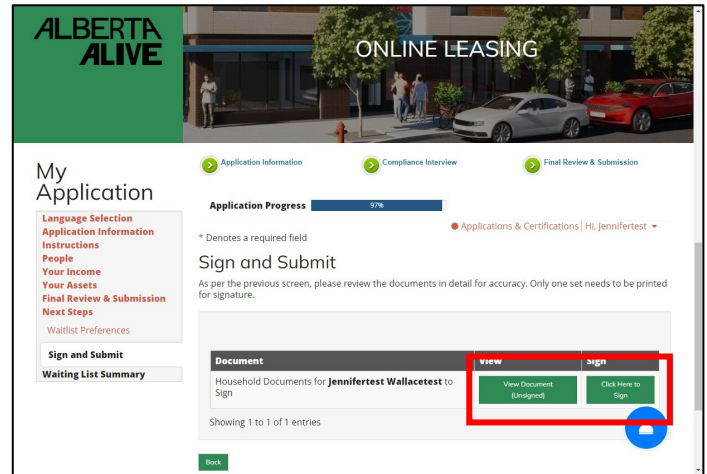 ALBERTA
ALIVE
ONLINE LEASING
My
Application
Language Selection
Application Information
Instructions
People
Your Income
Your Assets
Final Review & Submission
Next Steps
Waitlist Preferences
Sign and Submit
Waiting List Summary
Application Information
Compliance Interview
Final Review & Submission
Application Progress
97%
Applications & Certifications
Hi, Jennifertest
* Denotes a required field
Sign and Submit
As per the previous screen, please review the documents in detail for accuracy. Only one set needs to be printed
for signature.
Document
View
Sign
Household Documents for Jennifertest Wallacetest to
Sign
View Document
(Unsigned)
Click Here to
Sign
Showing 1 to 1 of 1 entries
Back